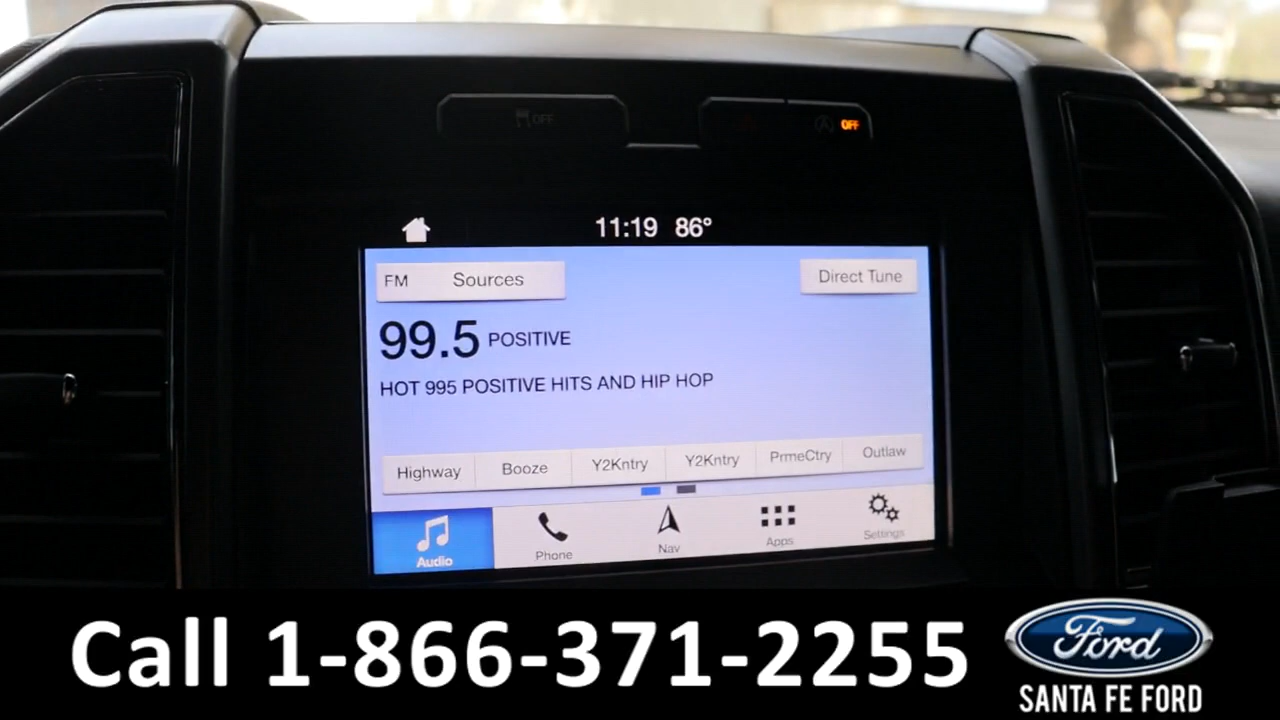 OFF OFF
11:19 86°
FM Sources Direct Tune
99.5 POSITIVE
HOT 995 POSITIVE HITS AND HIP HOP
Highway Booze Y2Kntry Y2Kntry PrmeCtry Outlaw
Audio Phone Nav Apps Settings
Call 1-866-371-2255
Ford
SANTA FE FORD